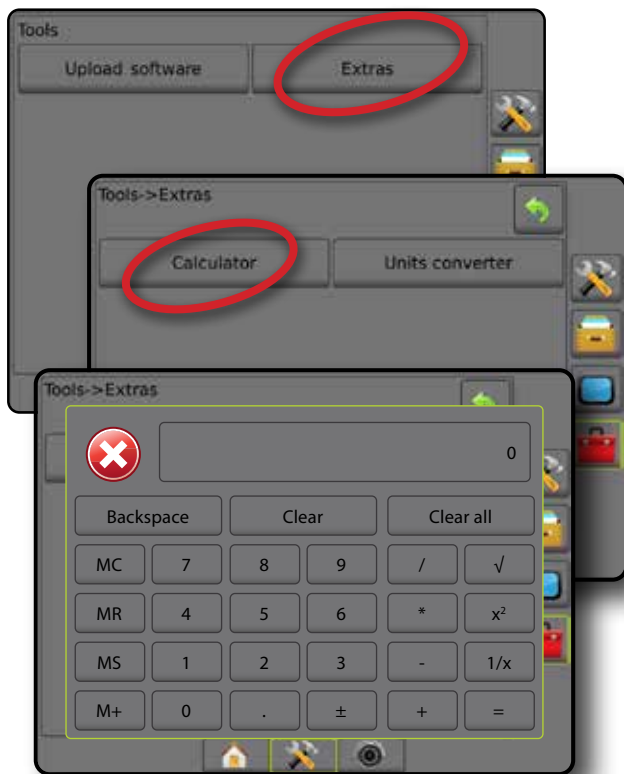 Tools
Upload software Extras
Tools->Extras
Calculator Units converter
Tools->Extras
0
Backspace Clear Clear all
MC 7 8 9 / √
MR 4 5 6 * x²
MS 1 2 3 - 1/x
M+ 0 . ± + =